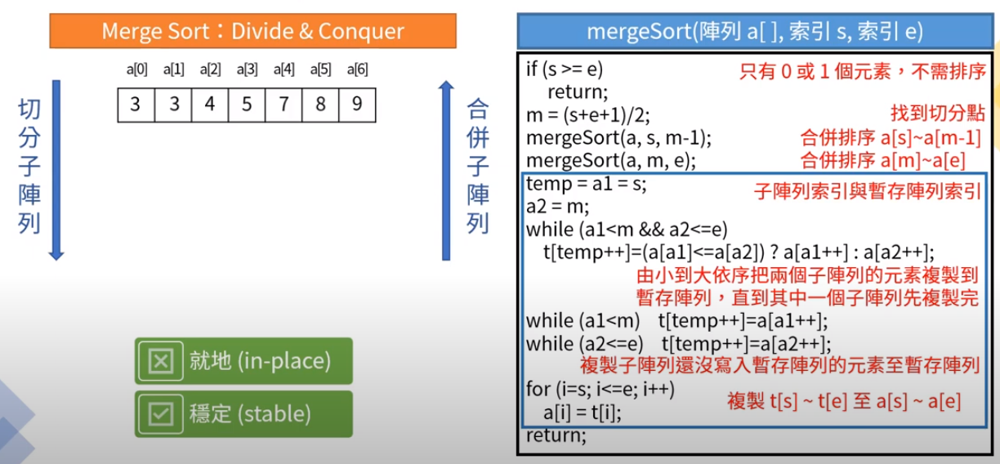 Merge Sort：Divide & Conquer
a[0] a[1] a[2] a[3] a[4] a[5] a[6]
3 3 4 5 7 8 9
切分子陣列
合併子陣列
就地 (in-place)
穩定 (stable)
mergeSort(陣列 a[ ], 索引 s, 索引 e)
if (s >= e) 只有 0 或 1 個元素，不需排序
return;
m = (s+e+1)/2; 找到切分點
mergeSort(a, s, m-1); 合併排序 a[s]~a[m-1]
mergeSort(a, m, e); 合併排序 a[m]~a[e]
temp = a1 = s; 子陣列索引與暫存陣列索引
a2 = m;
while (a1<m && a2<=e)
t[temp++]=(a[a1]<=a[a2]) ? a[a1++] : a[a2++];
由小到大依序把兩個子陣列的元素複製到
暫存陣列，直到其中一個子陣列先複製完
while (a1<m) t[temp++]=a[a1++];
while (a2<=e) t[temp++]=a[a2++];
複製子陣列還沒寫入暫存陣列的元素至暫存陣列
for (i=s; i<=e; i++)
a[i] = t[i]; 複製 t[s] ~ t[e] 至 a[s] ~ a[e]
return;